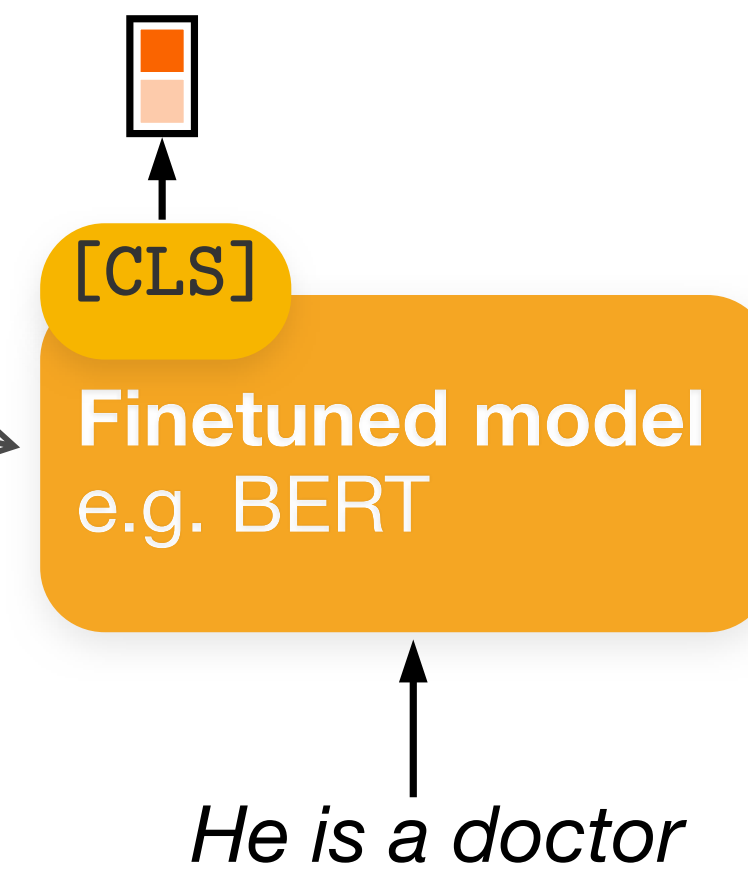 [CLS]
Finetuned model
e.g. BERT
He is a doctor